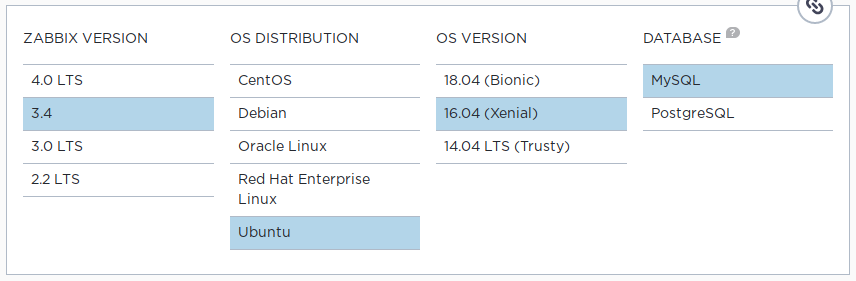 ZABBIX VERSION
4.0 LTS
3.4
3.0 LTS
2.2 LTS
OS DISTRIBUTION
CentOS
Debian
Oracle Linux
Red Hat Enterprise
Linux
Ubuntu
OS VERSION
18.04 (Bionic)
16.04 (Xenial)
14.04 LTS (Trusty)
DATABASE ?
MySQL
PostgreSQL